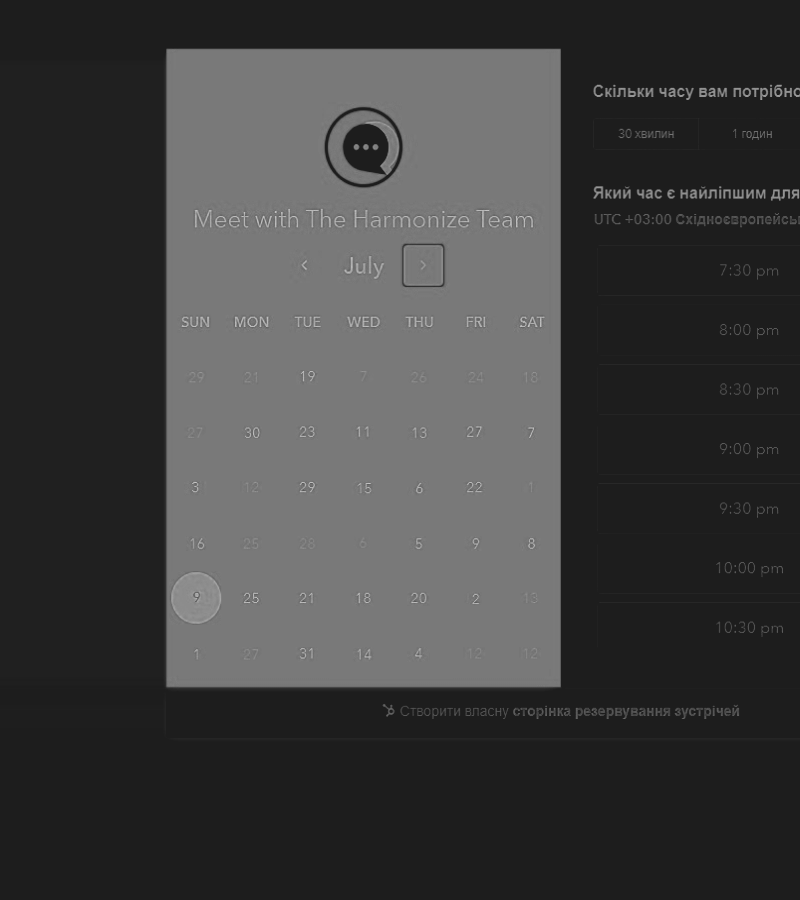 Скільки часу вам потрібно
30 хвилин
1 годин
Meet with The Harmonize Team
July
SUN MON TUE WED THU FRI SAT
29 21 19 7 26 24 18
27 30 23 11 13 27 7
3 12 29 15 6 22 1
16 25 28 6 5 9 8
9 25 21 18 20 2 13
1 27 31 14 4 12 12
Який час є найліпшим для
UTC +03:00 Східноєвропейсь
7:30 pm
8:00 pm
8:30 pm
9:00 pm
9:30 pm
10:00 pm
10:30 pm
Створити власну сторінка резервування зустрічей